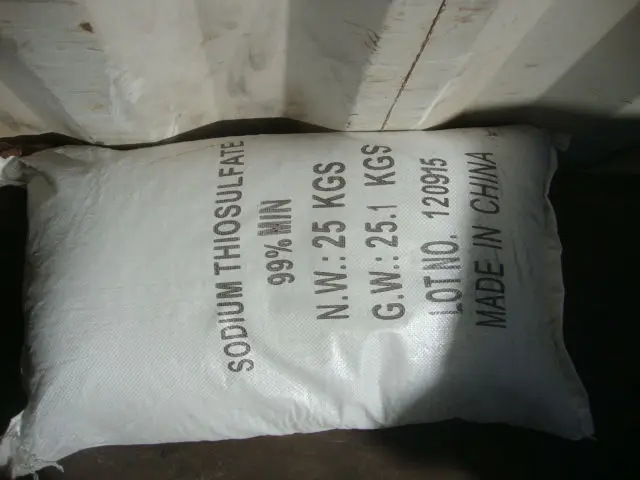 SODIUM THIOSULFATE
99% MIN
N.W.: 25 KGS
G.W.: 25.1 KGS
LOT NO. 120915
MADE IN CHINA